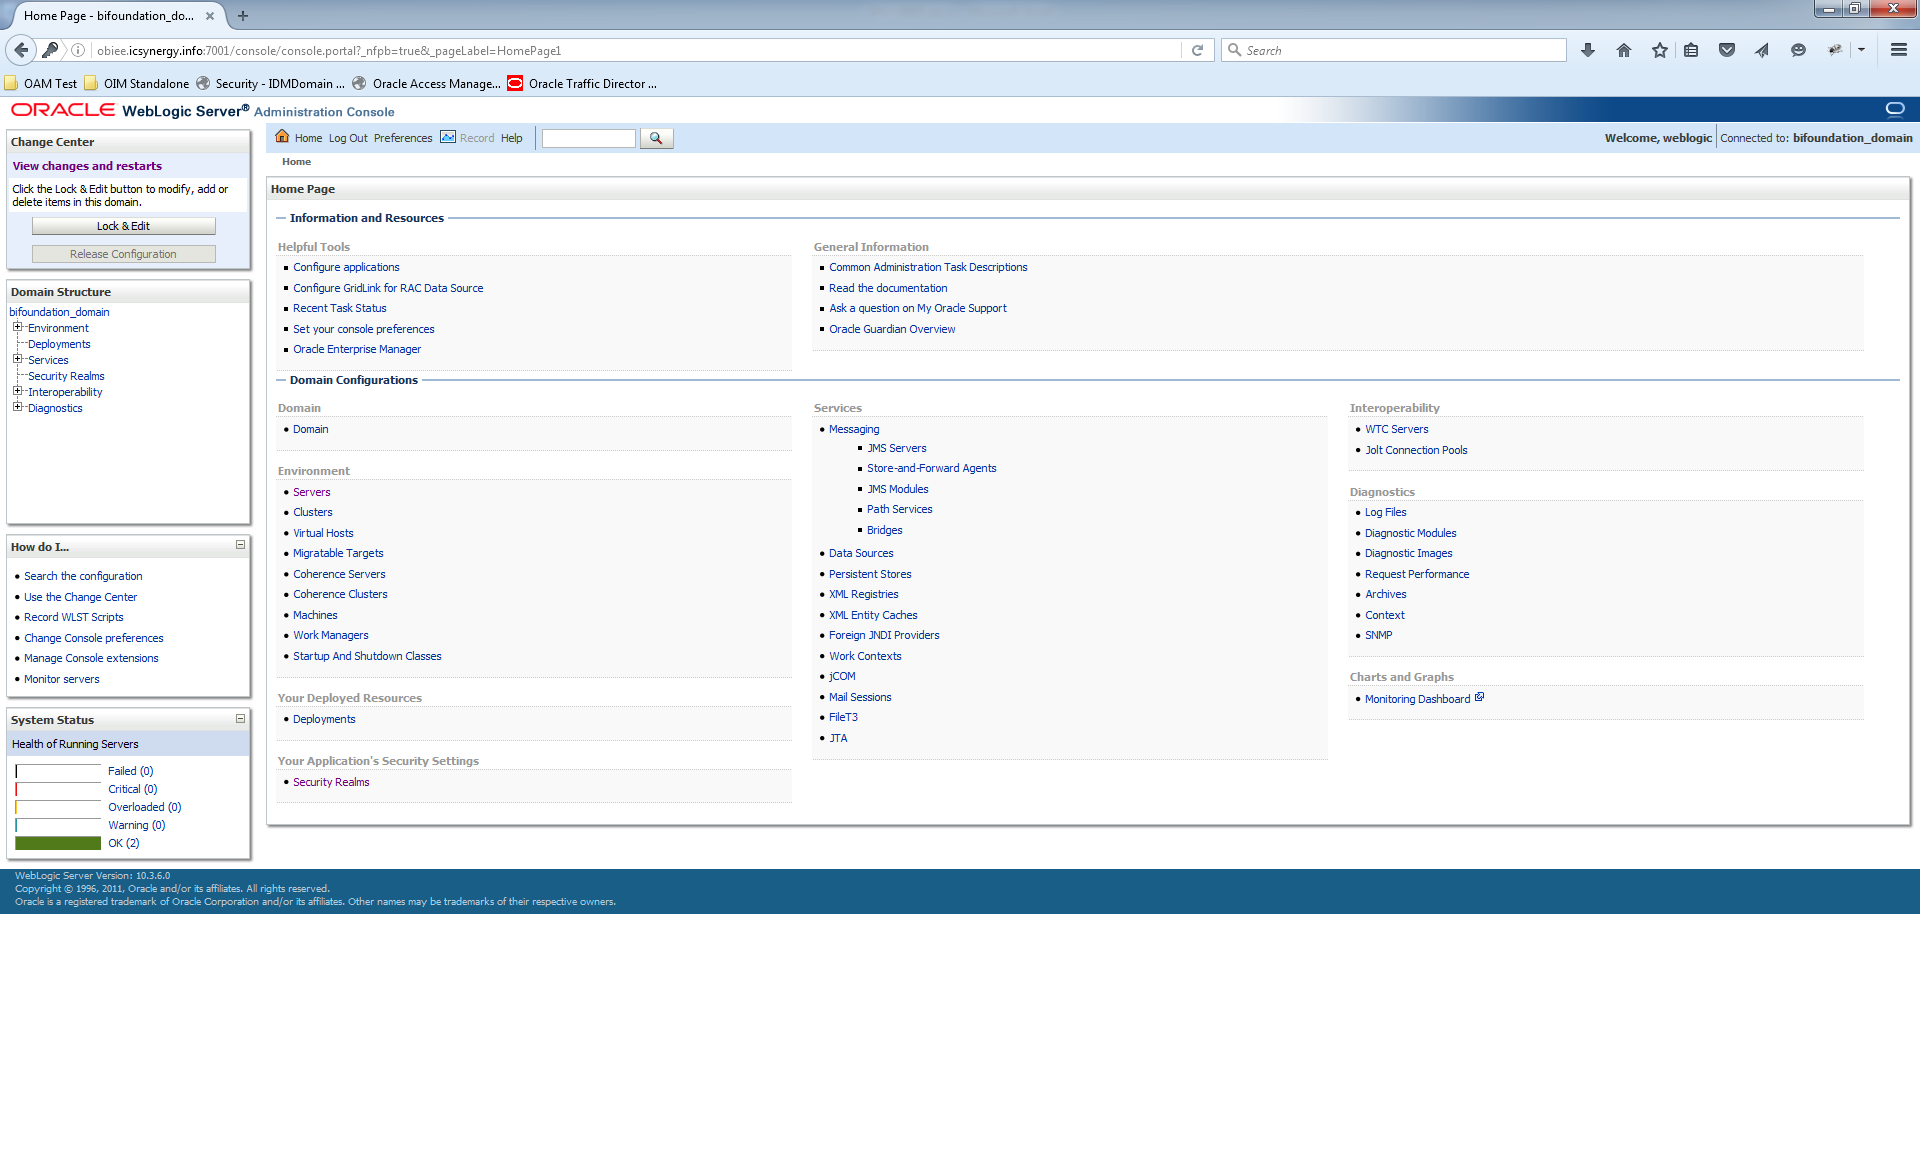 Home Page - bifoundation_do...
obiee.icsynergy.info:7001/console/console.portal?_nfpb=true&_pageLabel=HomePage1
Search
OAM Test
OIM Standalone
Security - IDMDomain ...
Oracle Access Manage...
Oracle Traffic Director ...
ORACLE WebLogic Server® Administration Console
Change Center
View changes and restarts
Click the Lock & Edit button to modify, add or
delete items in this domain.
Lock & Edit
Release Configuration
Domain Structure
bifoundation_domain
Environment
Deployments
Services
Security Realms
Interoperability
Diagnostics
How do I...
Search the configuration
Use the Change Center
Record WLST Scripts
Change Console preferences
Manage Console extensions
Monitor servers
System Status
Health of Running Servers
Failed (0)
Critical (0)
Overloaded (0)
Warning (0)
OK (2)
Home Log Out Preferences Record Help
Welcome, weblogic
Connected to: bifoundation_domain
Home
Home Page
Information and Resources
Helpful Tools
Configure applications
Configure GridLink for RAC Data Source
Recent Task Status
Set your console preferences
Oracle Enterprise Manager
General Information
Common Administration Task Descriptions
Read the documentation
Ask a question on My Oracle Support
Oracle Guardian Overview
Domain Configurations
Domain
Domain
Environment
Servers
Clusters
Virtual Hosts
Migratable Targets
Coherence Servers
Coherence Clusters
Machines
Work Managers
Startup And Shutdown Classes
Your Deployed Resources
Deployments
Your Application's Security Settings
Security Realms
Services
Messaging
JMS Servers
Store-and-Forward Agents
JMS Modules
Path Services
Bridges
Data Sources
Persistent Stores
XML Registries
XML Entity Caches
Foreign JNDI Providers
Work Contexts
jCOM
Mail Sessions
FileT3
JTA
Interoperability
WTC Servers
Jolt Connection Pools
Diagnostics
Log Files
Diagnostic Modules
Diagnostic Images
Request Performance
Archives
Context
SNMP
Charts and Graphs
Monitoring Dashboard
WebLogic Server Version: 10.3.6.0
Copyright © 1996, 2011, Oracle and/or its affiliates. All rights reserved.
Oracle is a registered trademark of Oracle Corporation and/or its affiliates. Other names may be trademarks of their respective owners.